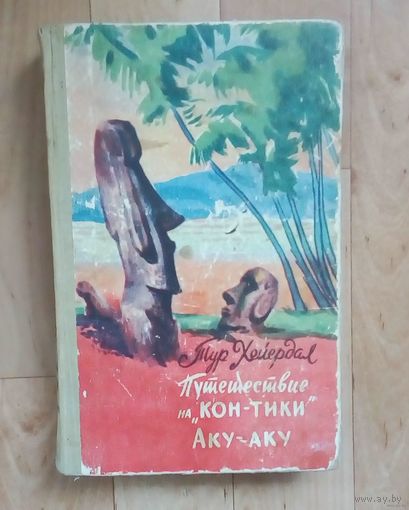 Тур Хейердал
Путешествие
на „КОН-ТИКИ"
АКУ-АКУ
www.ay.by